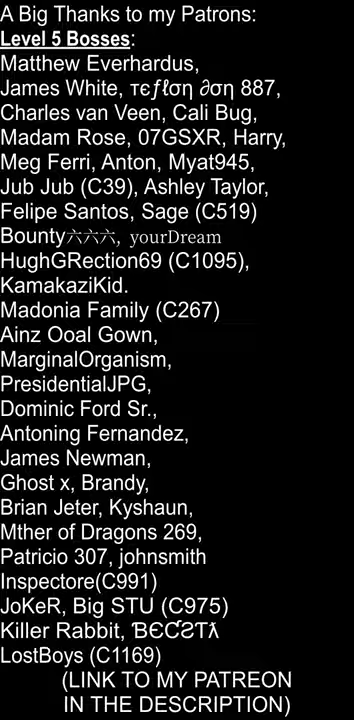 A Big Thanks to my Patrons:
Level 5 Bosses:
Matthew Everhardus,
James White, τεƒℓση ∂ση 887,
Charles van Veen, Cali Bug,
Madam Rose, 07GSXR, Harry,
Meg Ferri, Anton, Myat945,
Jub Jub (C39), Ashley Taylor,
Felipe Santos, Sage (C519)
Bounty六六六, yourDream
HughGRection69 (C1095),
KamakaziKid.
Madonia Family (C267)
Ainz Ooal Gown,
MarginalOrganism,
PresidentialJPG,
Dominic Ford Sr.,
Antoning Fernandez,
James Newman,
Ghost x, Brandy,
Brian Jeter, Kyshaun,
Mther of Dragons 269,
Patricio 307, johnsmith
Inspectore(C991)
JoKeR, Big STU (C975)
Killer Rabbit, ƁЄƇƧƬƛ
LostBoys (C1169)
(LINK TO MY PATREON
IN THE DESCRIPTION)